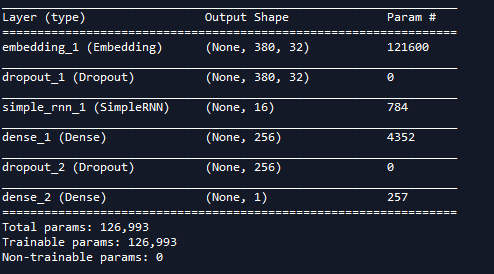 Layer (type) Output Shape Param #
=================================================================
embedding_1 (Embedding) (None, 380, 32) 121600
_________________________________________________________________
dropout_1 (Dropout) (None, 380, 32) 0
_________________________________________________________________
simple_rnn_1 (SimpleRNN) (None, 16) 784
_________________________________________________________________
dense_1 (Dense) (None, 256) 4352
_________________________________________________________________
dropout_2 (Dropout) (None, 256) 0
_________________________________________________________________
dense_2 (Dense) (None, 1) 257
=================================================================
Total params: 126,993
Trainable params: 126,993
Non-trainable params: 0